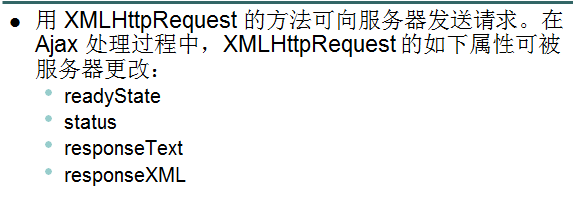 用 XMLHttpRequest 的方法可向服务器发送请求。在
Ajax 处理过程中，XMLHttpRequest 的如下属性可被
服务器更改：
readyState
status
responseText
responseXML